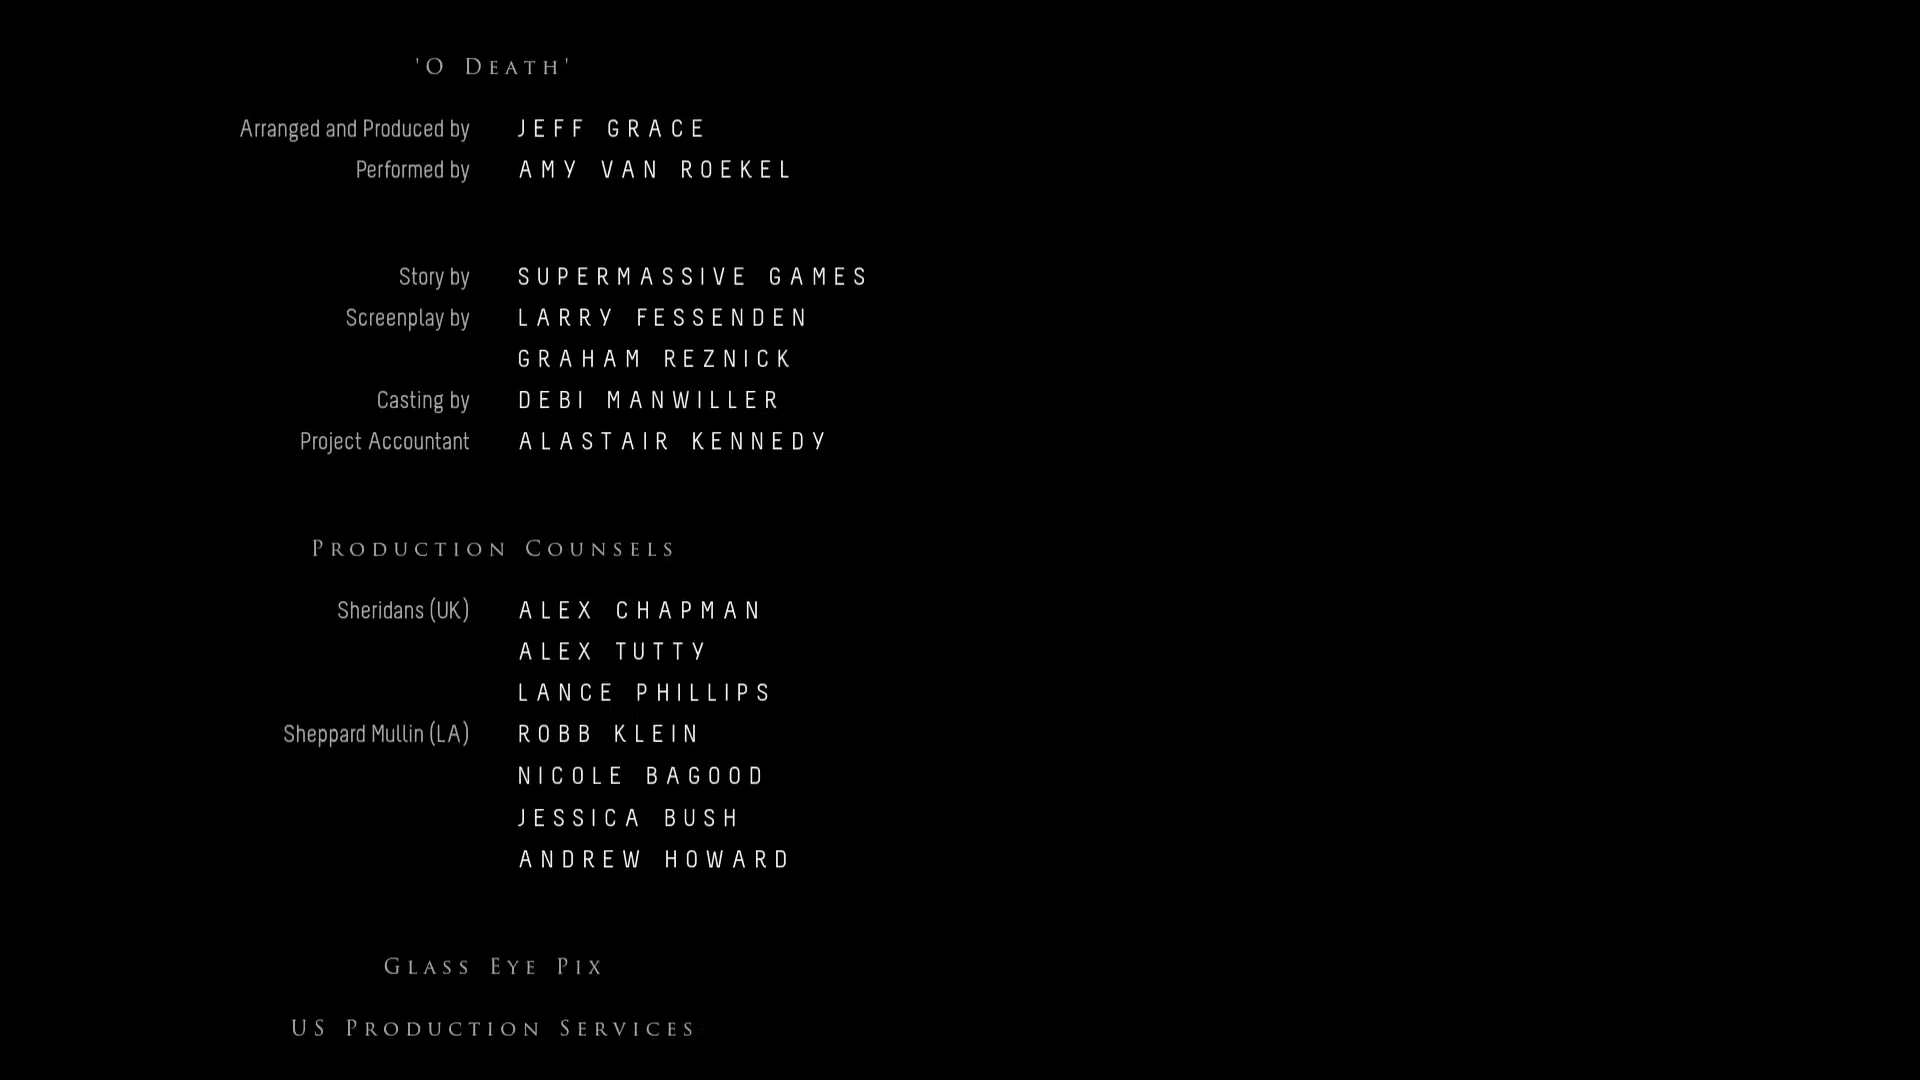 'O Death'
Arranged and Produced by JEFF GRACE
Performed by AMY VAN ROEKEL
Story by SUPERMASSIVE GAMES
Screenplay by LARRY FESSENDEN
GRAHAM REZNICK
Casting by DEBI MANWILLER
Project Accountant ALASTAIR KENNEDY
Production Counsels
Sheridans (UK) ALEX CHAPMAN
ALEX TUTTY
LANCE PHILLIPS
Sheppard Mullin (LA) ROBB KLEIN
NICOLE BAGOOD
JESSICA BUSH
ANDREW HOWARD
Glass Eye Pix
US Production Services